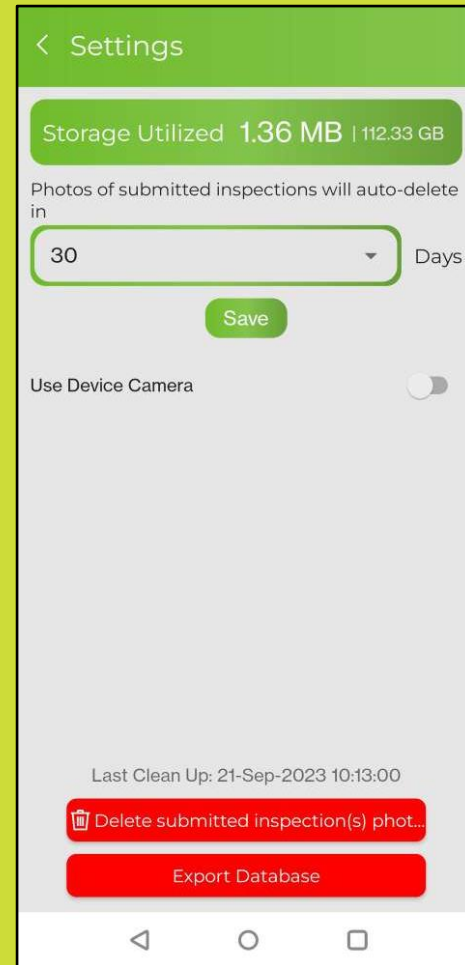 Settings
Storage Utilized 1.36 MB | 112.33 GB
Photos of submitted inspections will auto-delete
in
30
Days
Save
Use Device Camera
Last Clean Up: 21-Sep-2023 10:13:00
Delete submitted inspection(s) phot...
Export Database